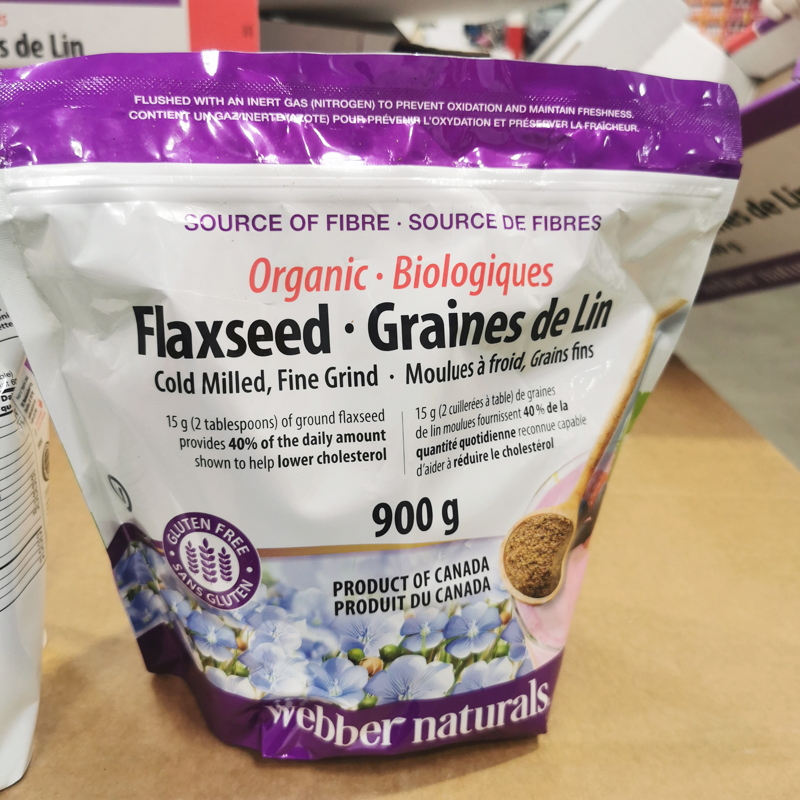 s de Lin
FLUSHED WITH AN INERT GAS (NITROGEN) TO PREVENT OXIDATION AND MAINTAIN FRESHNESS.
CONTIENT UN GAZ INERTE (AZOTE) POUR PRÉVENIR L'OXYDATION ET PRÉSERVER LA FRAÎCHEUR.
SOURCE OF FIBRE · SOURCE DE FIBRES
Organic · Biologiques
Flaxseed · Graines de Lin
Cold Milled, Fine Grind · Moulues à froid, Grains fins
15 g (2 tablespoons) of ground flaxseed
provides 40% of the daily amount
shown to help lower cholesterol
15 g (2 cuillerées à table) de graines
de lin moulues fournissent 40 % de la
quantité quotidienne reconnue capable
d'aider à réduire le cholestérol
900 g
GLUTEN FREE
SANS GLUTEN
PRODUCT OF CANADA
PRODUIT DU CANADA
webber naturals
es de Lin